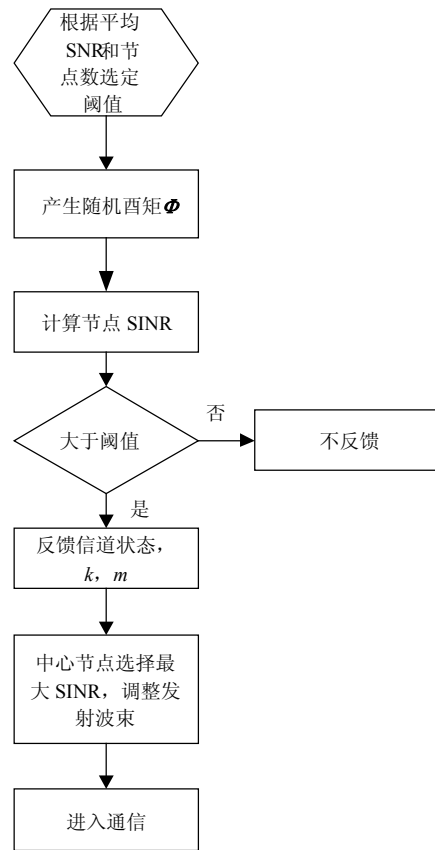 根据平均
SNR和节
点数选定
阈值
产生随机酉矩Φ
计算节点 SINR
大于阈值
否
不反馈
是
反馈信道状态，
k，m
中心节点选择最
大 SINR，调整发
射波束
进入通信